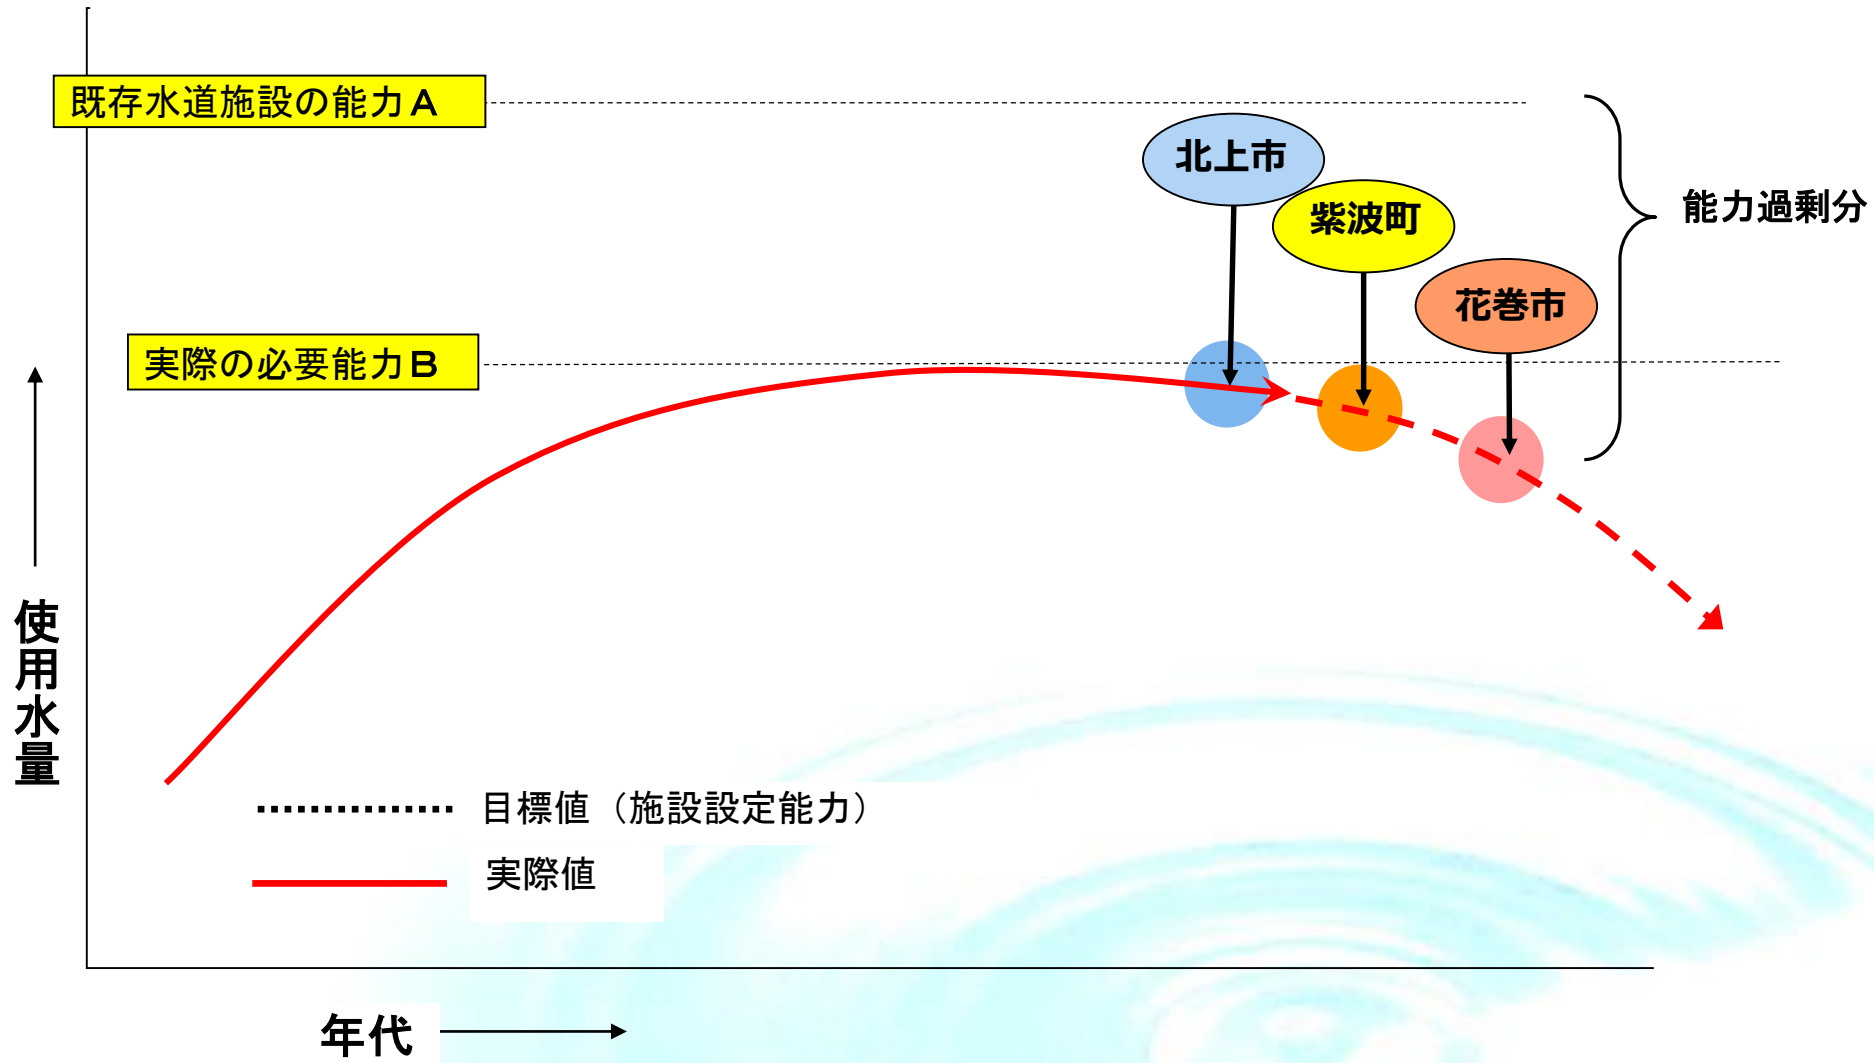 既存水道施設の能力A
北上市
紫波町
能力過剰分
花巻市
実際の必要能力B
使用水量
目標値（施設設定能力）
実際値
年代